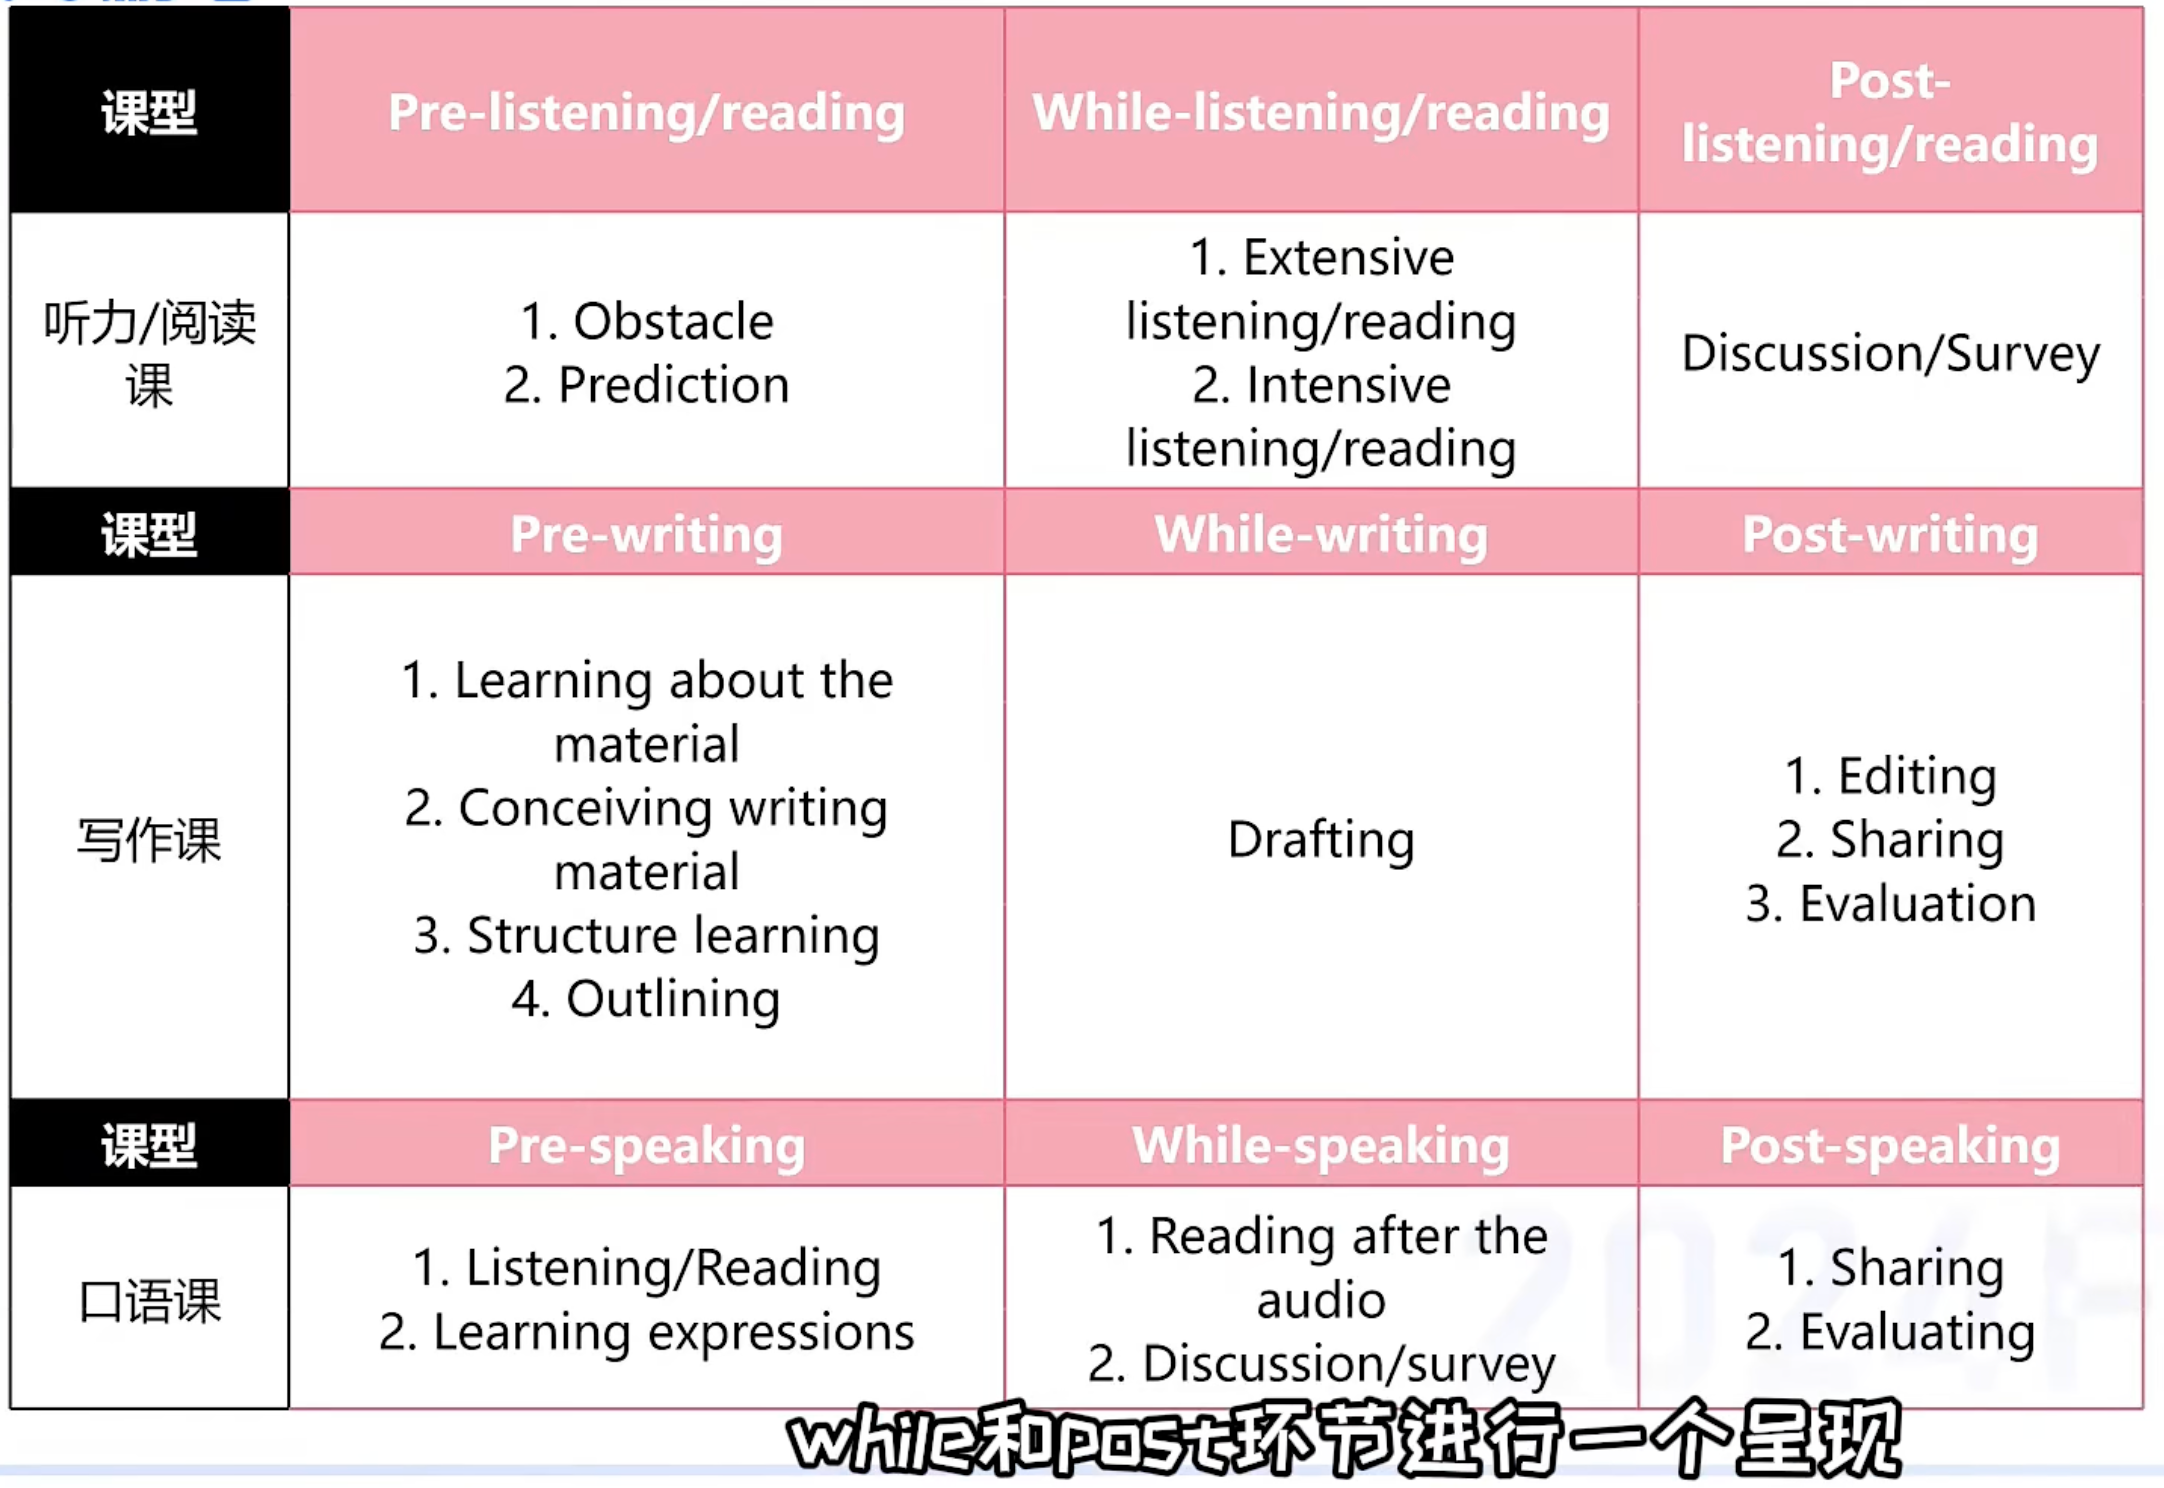 课型
Pre-listening/reading
While-listening/reading
Post-
listening/reading
听力/阅读
课
1. Obstacle
2. Prediction
1. Extensive
listening/reading
2. Intensive
listening/reading
Discussion/Survey
课型
Pre-writing
While-writing
Post-writing
写作课
1. Learning about the
material
2. Conceiving writing
material
3. Structure learning
4. Outlining
Drafting
1. Editing
2. Sharing
3. Evaluation
课型
Pre-speaking
While-speaking
Post-speaking
口语课
1. Listening/Reading
2. Learning expressions
1. Reading after the
audio
2. Discussion/survey
1. Sharing
2. Evaluating
2024
while和post环节进行一个呈现